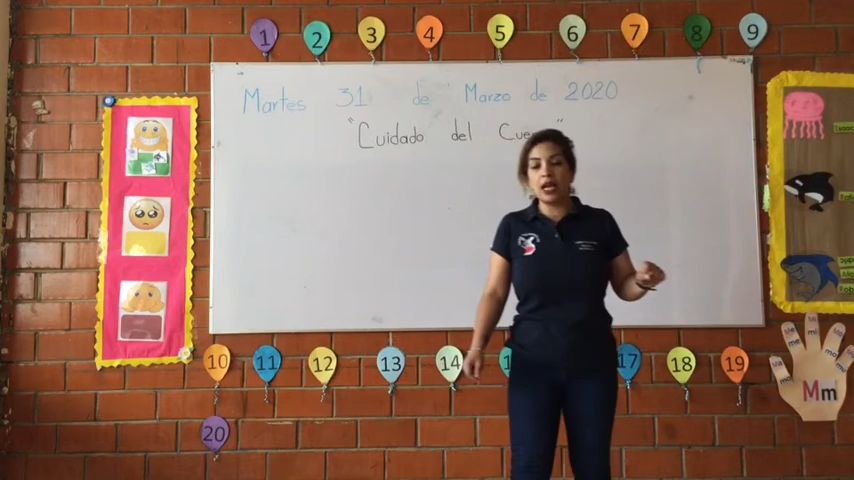 1 2 3 4 5 6 7 8 9
Martes 31 de Marzo de 2020
"Cuidado del
10 11 12 13 14 17 18 19
20
Mm